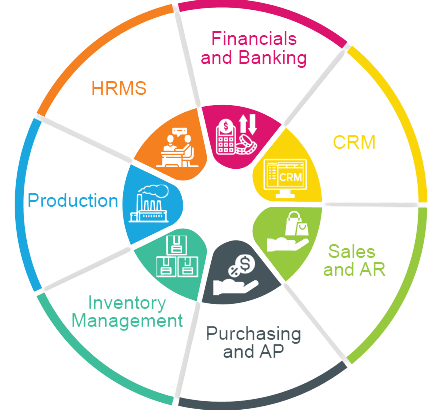 Financials
and Banking
HRMS
CRM
$
CRM
Production
Sales
and AR
$
%
Inventory
Management
Purchasing
and AP